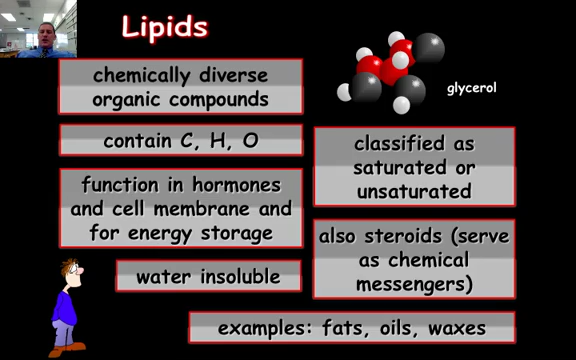 Lipids
chemically diverse
organic compounds
contain C, H, O
function in hormones
and cell membrane and
for energy storage
water insoluble
glycerol
classified as
saturated or
unsaturated
also steroids (serve
as chemical
messengers)
examples: fats, oils, waxes